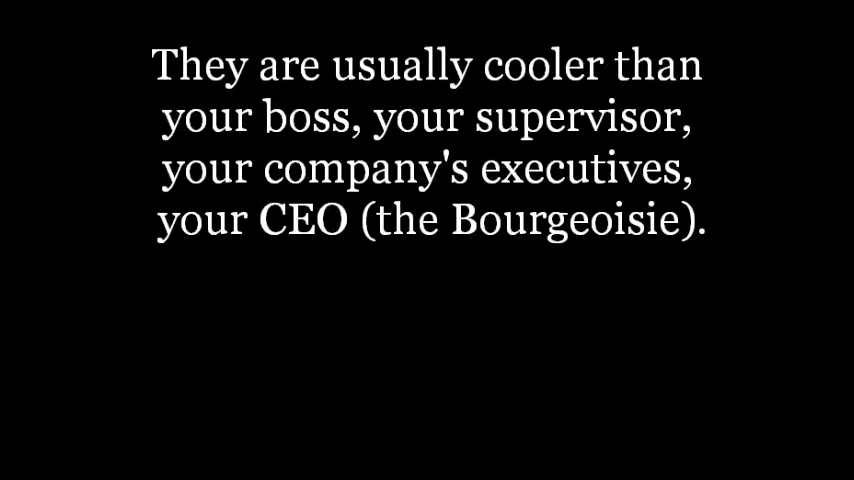 They are usually cooler than
your boss, your supervisor,
your company's executives,
your CEO (the Bourgeoisie).